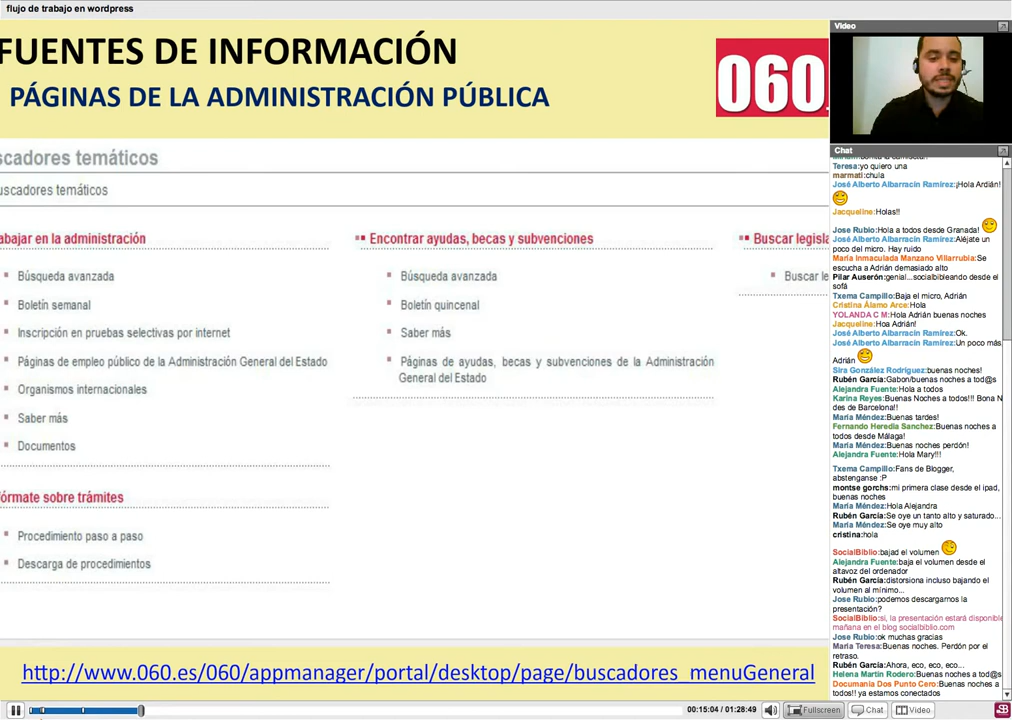 flujo de trabajo en wordpress
FUENTES DE INFORMACIÓN
PÁGINAS DE LA ADMINISTRACIÓN PÚBLICA
060.
scadores temáticos
uscadores temáticos
abajar en la administración
Búsqueda avanzada
Boletín semanal
Inscripción en pruebas selectivas por internet
Páginas de empleo público de la Administración General del Estado
Organismos internacionales
Saber más
Documentos
Encontrar ayudas, becas y subvenciones
Búsqueda avanzada
Boletín quincenal
Saber más
Páginas de ayudas, becas y subvenciones de la Administración
General del Estado
Buscar legisla
Buscar le
fórmate sobre trámites
Procedimiento paso a paso
Descarga de procedimientos
http://www.060.es/060/appmanager/portal/desktop/page/buscadores_menuGeneral
Video
Chat
Teresa:yo quiero una
marmati:chula
José Alberto Albarracin Ramírez:¡Hola Ardián!
Jacqueline:Holas!!
Jose Rubio:Hola a todos desde Granada!
José Alberto Albarracin Ramírez:Aléjate un
poco del micro. Hay ruido
María Inmaculada Manzano Villarrubia:Se
escucha a Adrián demasiado alto
Pilar Auserón:genial...socialbibleando desde el
sofá
Txema Campillo:Baja el micro, Adrián
Cristina Álamo Arce:Hola
YOLANDA C M:Hola Adrián buenas noches
Jacqueline:Hoa Adrián!
José Alberto Albarracin Ramírez:Ok.
José Alberto Albarracin Ramírez:Un poco más
Adrián
Sira González Rodríguez:buenas noches!
Rubén García:Gabon/buenas noches a tod@s
Alejandra Fuente:Hola a todos
Karina Reyes:Buenas Noches a todos!!! Bona N
des de Barcelona!!
María Méndez:Buenas tardes!
Fernando Heredia Sanchez:Buenas noches a
todos desde Málaga!
María Méndez:Buenas noches perdón!
Alejandra Fuente:Hola Mary!!!
Txema Campillo:Fans de Blogger,
abstenganse :P
montse gorchs:mi primera clase desde el ipad,
buenas noches
María Méndez:Hola Alejandra
Rubén García:Se oye un tanto alto y saturado...
María Méndez:Se oye muy alto
cristina:hola
SocialBiblio:bajad el volumen
Alejandra Fuente:baja el volumen desde el
altavoz del ordenador
Rubén García:distorsiona incluso bajando el
volumen al mínimo...
Jose Rubio:podemos descargarnos la
presentación?
SocialBiblio:si, la presentación estará disponible
mañana en el blog socialbiblio.com
Jose Rubio:ok muchas gracias
Maria Teresa:Buenas noches. Perdón por el
retraso.
Rubén García:Ahora, eco, eco, eco...
Helena Martín Rodero:Buenas noches a tod@s
Documania Dos Punto Cero:Buenas noches a
todos!! ya estamos conectados
00:15:04 / 01:28:49
Fullscreen
Chat
Video